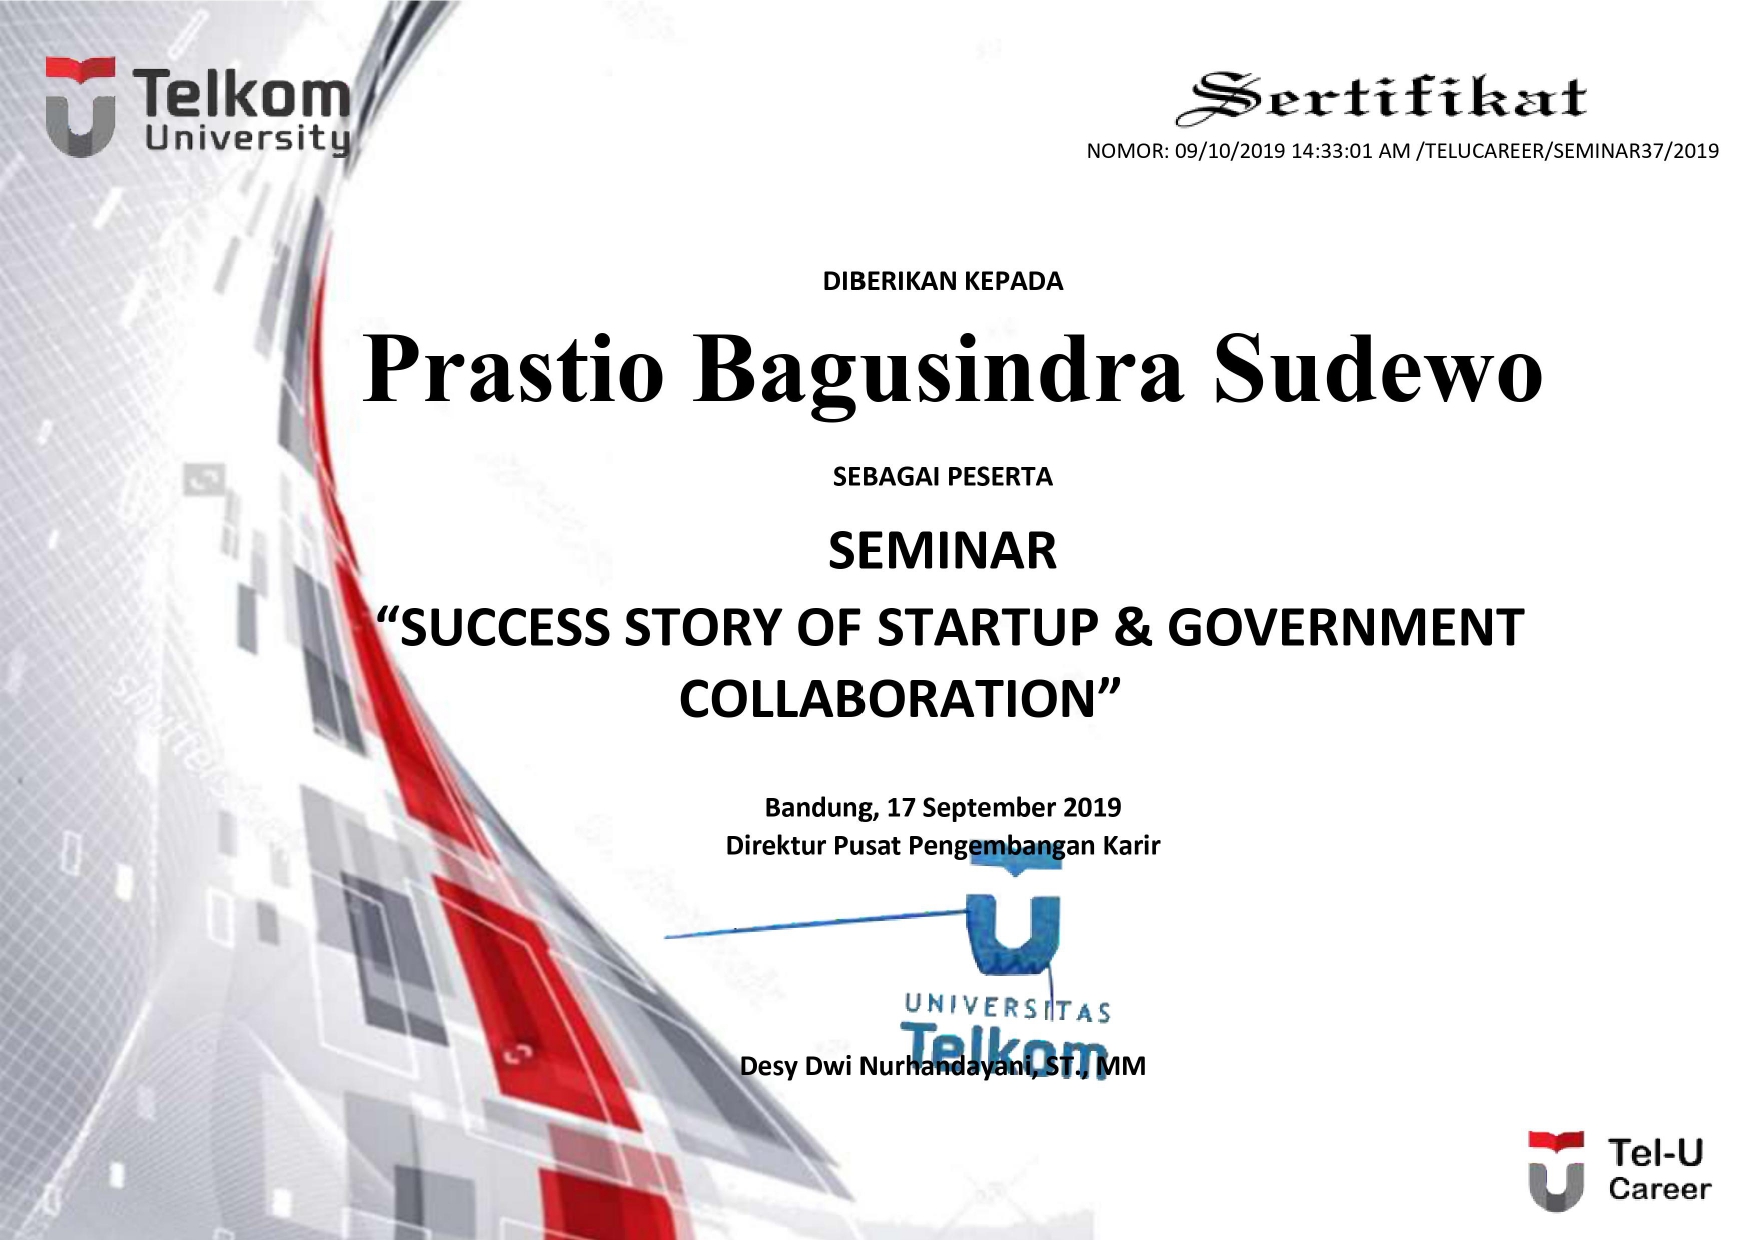 Telkom
University
Sertifikat
NOMOR: 09/10/2019 14:33:01 AM /TELUCAREER/SEMINAR37/2019
DIBERIKAN KEPADA
Prastio Bagusindra Sudewo
SEBAGAI PESERTA
SEMINAR
“SUCCESS STORY OF STARTUP & GOVERNMENT
COLLABORATION”
Bandung, 17 September 2019
Direktur Pusat Pengembangan Karir
UNIVERSITAS
Telkom
Desy Dwi Nurhandayani, ST., MM
Tel-U
Career